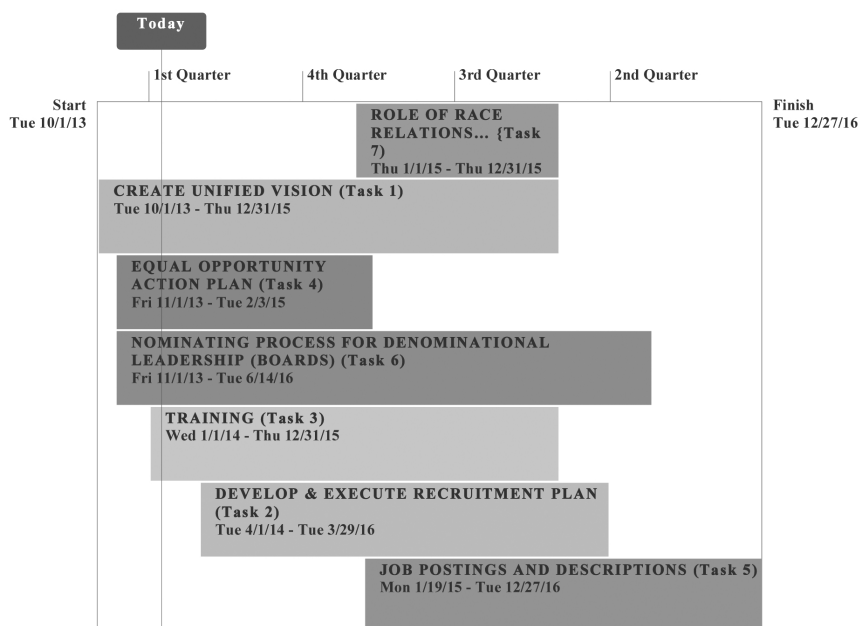 Today
1st Quarter
4th Quarter
3rd Quarter
2nd Quarter
Start
Tue 10/1/13
Finish
Tue 12/27/16
ROLE OF RACE
RELATIONS... {Task
7)
Thu 1/1/15 - Thu 12/31/15
CREATE UNIFIED VISION (Task 1)
Tue 10/1/13 - Thu 12/31/15
EQUAL OPPORTUNITY
ACTION PLAN (Task 4)
Fri 11/1/13 - Tue 2/3/15
NOMINATING PROCESS FOR DENOMINATIONAL
LEADERSHIP (BOARDS) (Task 6)
Fri 11/1/13 - Tue 6/14/16
TRAINING (Task 3)
Wed 1/1/14 - Thu 12/31/15
DEVELOP & EXECUTE RECRUITMENT PLAN
(Task 2)
Tue 4/1/14 - Tue 3/29/16
JOB POSTINGS AND DESCRIPTIONS (Task 5)
Mon 1/19/15 - Tue 12/27/16